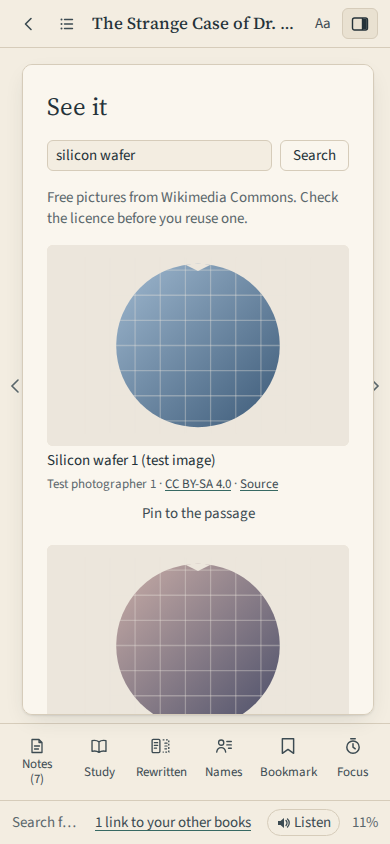 The Strange Case of Dr. ...
Aa
See it
silicon wafer
Search
Free pictures from Wikimedia Commons. Check
the licence before you reuse one.
Silicon wafer 1 (test image)
Test photographer 1 · CC BY-SA 4.0 · Source
Pin to the passage
Notes
(7)
Study
Rewritten
Names
Bookmark
Focus
Search f...
1 link to your other books
Listen
11%